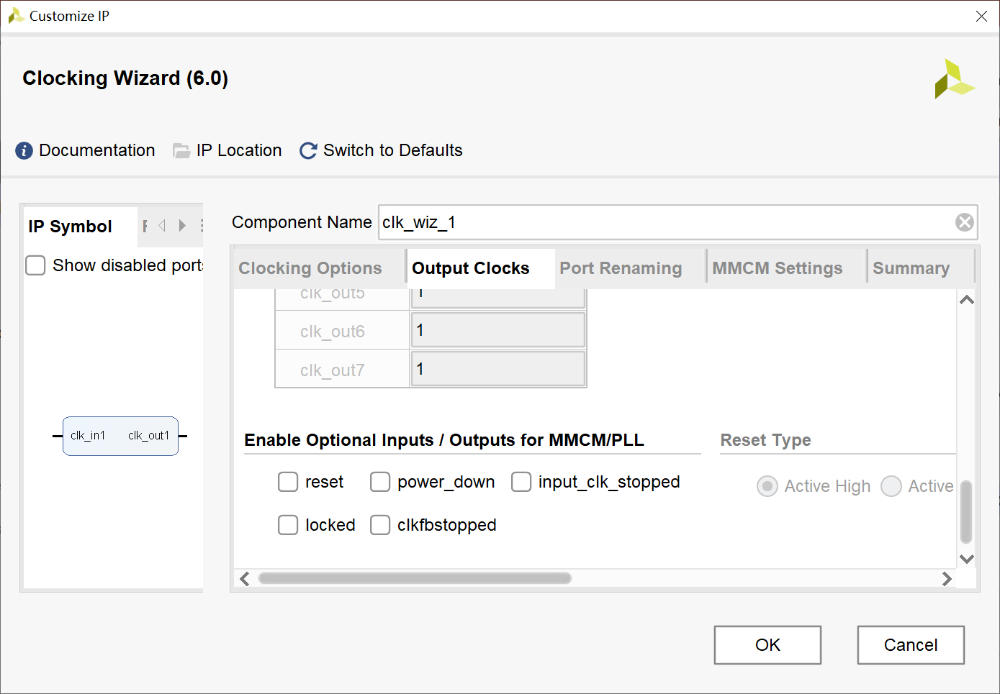 Customize IP
Clocking Wizard (6.0)
Documentation IP Location Switch to Defaults
IP Symbol
Show disabled ports
clk_in1 clk_out1
Component Name clk_wiz_1
Clocking Options Output Clocks Port Renaming MMCM Settings Summary
clk_out5 1
clk_out6 1
clk_out7 1
Enable Optional Inputs / Outputs for MMCM/PLL Reset Type
reset power_down input_clk_stopped Active High Active
locked clkfbstopped
OK Cancel